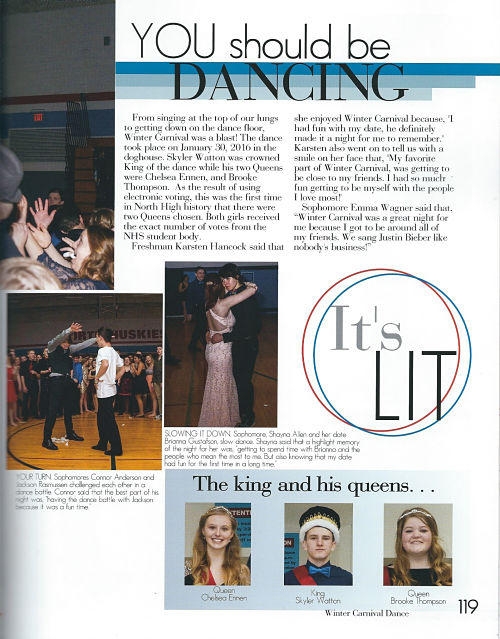 YOU should be
DANCING
From singing at the top of our lungs
to getting down on the dance floor,
Winter Carnival was a blast! The dance
took place on January 30, 2016 in the
doghouse. Skyler Watton was crowned
King of the dance while his two Queens
were Chelsea Ennen, and Brooke
Thompson. As the result of using
electronic voting, this was the first time
in North High history that there were
two Queens chosen. Both girls received
the exact number of votes from the
NHS student body.
Freshman Karsten Hancock said that
she enjoyed Winter Carnival because, 'I
had fun with my date, he definitely
made it a night for me to remember.'
Karsten also went on to tell us with a
smile on her face that, 'My favorite
part of Winter Carnival, was getting to
be close to my friends. I had so much
fun getting to be myself with the people
I love most!'
Sophomore Emma Wagner said that,
"Winter Carnival was a great night for
me because I got to be around all of
my friends. We sang Justin Bieber like
nobody's business!"
It's
LIT
NORTH HUSKIES
SLOWING IT DOWN. Sophomore, Shayna Allen and her date
Brianna Gustafson, slow dance. Shayna said that a highlight memory
of the night for her was, 'getting to spend time with Brianna and the
people who mean the most to me. But also knowing that my date
had fun for the first time in a long time.'
YOUR TURN. Sophomores Connor Anderson and
Jackson Rasmussen challenged each other in a
dance battle. Connor said that the best part of his
night was, 'having the dance battle with Jackson
because it was a fun time.'
The king and his queens. . .
Queen
Chelsea Ennen
King
Skyler Watton
Queen
Brooke Thompson
Winter Carnival Dance
119